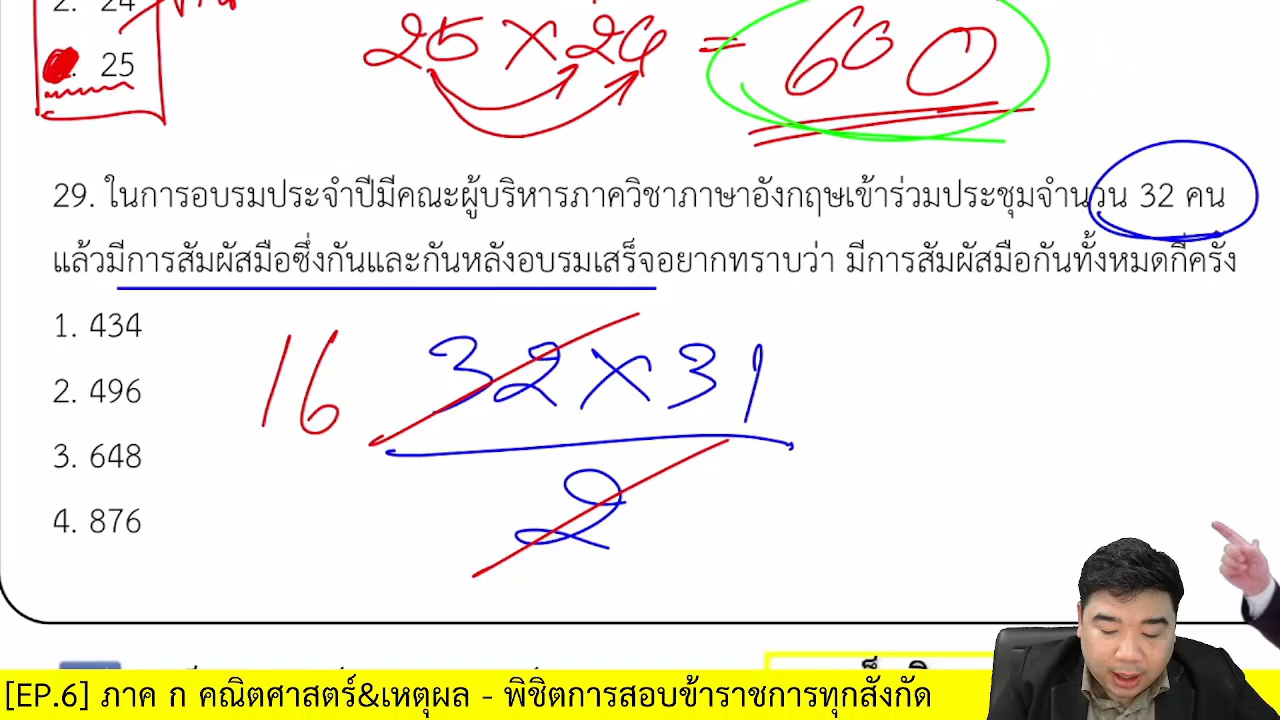 2. 24
25
25 X 24 = 600
29. ในการอบรมประจำปีมีคณะผู้บริหารภาควิชาภาษาอังกฤษเข้าร่วมประชุมจำนวน 32 คน
แล้วมีการสัมผัสมือซึ่งกันและกันหลังอบรมเสร็จอยากทราบว่า มีการสัมผัสมือกันทั้งหมดกี่ครั้ง
1. 434
2. 496
3. 648
4. 876
16 32 X 31
2
[EP.6] ภาค ก คณิตศาสตร์&เหตุผล - พิชิตการสอบข้าราชการทุกสังกัด